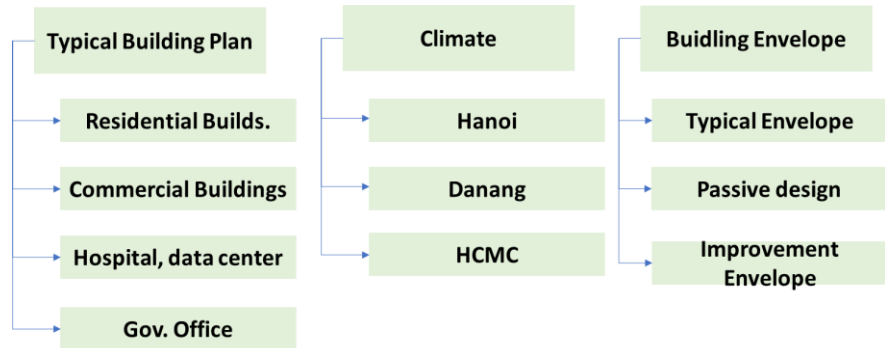 Typical Building Plan
Residential Builds.
Commercial Buildings
Hospital, data center
Gov. Office
Climate
Hanoi
Danang
HCMC
Buidling Envelope
Typical Envelope
Passive design
Improvement
Envelope